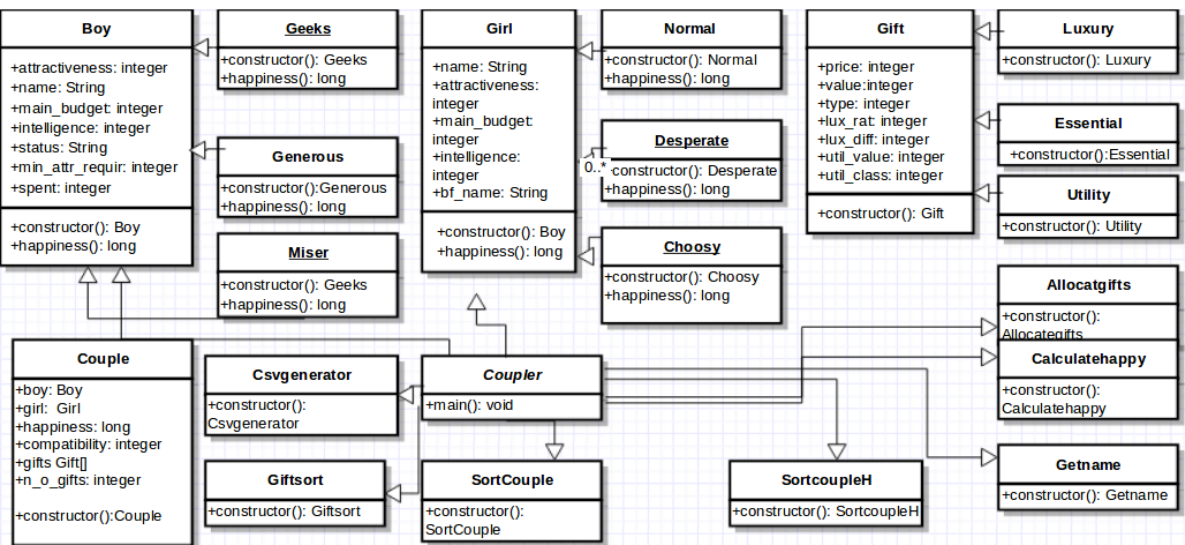 Boy
+attractiveness: integer
+name: String
+main_budget: integer
+intelligence: integer
+status: String
+min_attr_requir: integer
+spent: integer
+constructor(): Boy
+happiness(): long
Geeks
+constructor(): Geeks
+happiness(): long
Generous
+constructor():Generous
+happiness(): long
Miser
+constructor(): Geeks
+happiness(): long
Girl
+name: String
+attractiveness:
integer
+main_budget:
integer
+intelligence:
integer
+bf_name: String
+constructor(): Boy
+happiness(): long
Normal
+constructor(): Normal
+happiness(): long
Desperate
0..*
constructor(): Desperate
+happiness(): long
Choosy
+constructor(): Choosy
+happiness(): long
Gift
+price: integer
+value:integer
+type: integer
+lux_rat: integer
+lux_diff: integer
+util_value: integer
+util_class: integer
+constructor(): Gift
Luxury
+constructor(): Luxury
Essential
+constructor():Essential
Utility
+constructor(): Utility
Allocatgifts
+constructor():
Allocategifts
Calculatehappy
+constructor():
Calculatehappy
Getname
+constructor(): Getname
Couple
+boy: Boy
+girl: Girl
+happiness: long
+compatibility: integer
+gifts Gift[]
+n_o_gifts: integer
+constructor():Couple
Csvgenerator
+constructor():
Csvgenerator
Coupler
+main(): void
Giftsort
+constructor(): Giftsort
SortCouple
+constructor():
SortCouple
SortcoupleH
+constructor(): SortcoupleH